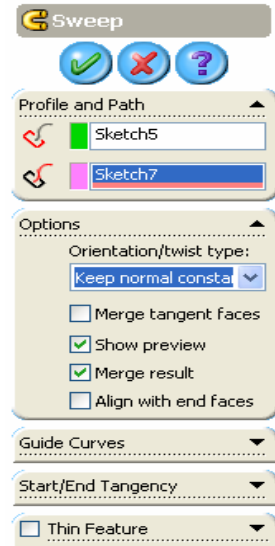 Sweep
?
Profile and Path
Sketch5
Sketch7
Options
Orientation/twist type:
Keep normal constar
Merge tangent faces
Show preview
Merge result
Align with end faces
Guide Curves
Start/End Tangency
Thin Feature